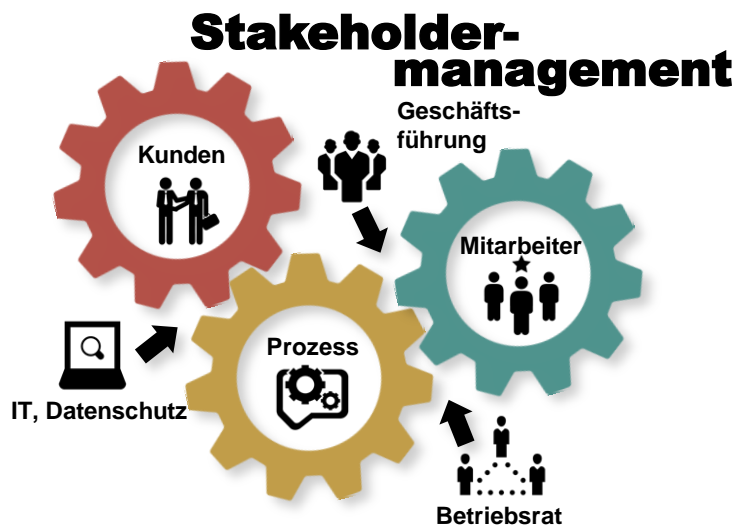 Stakeholder-
management
Geschäfts-
führung
Kunden
Mitarbeiter
Prozess
IT, Datenschutz
Betriebsrat